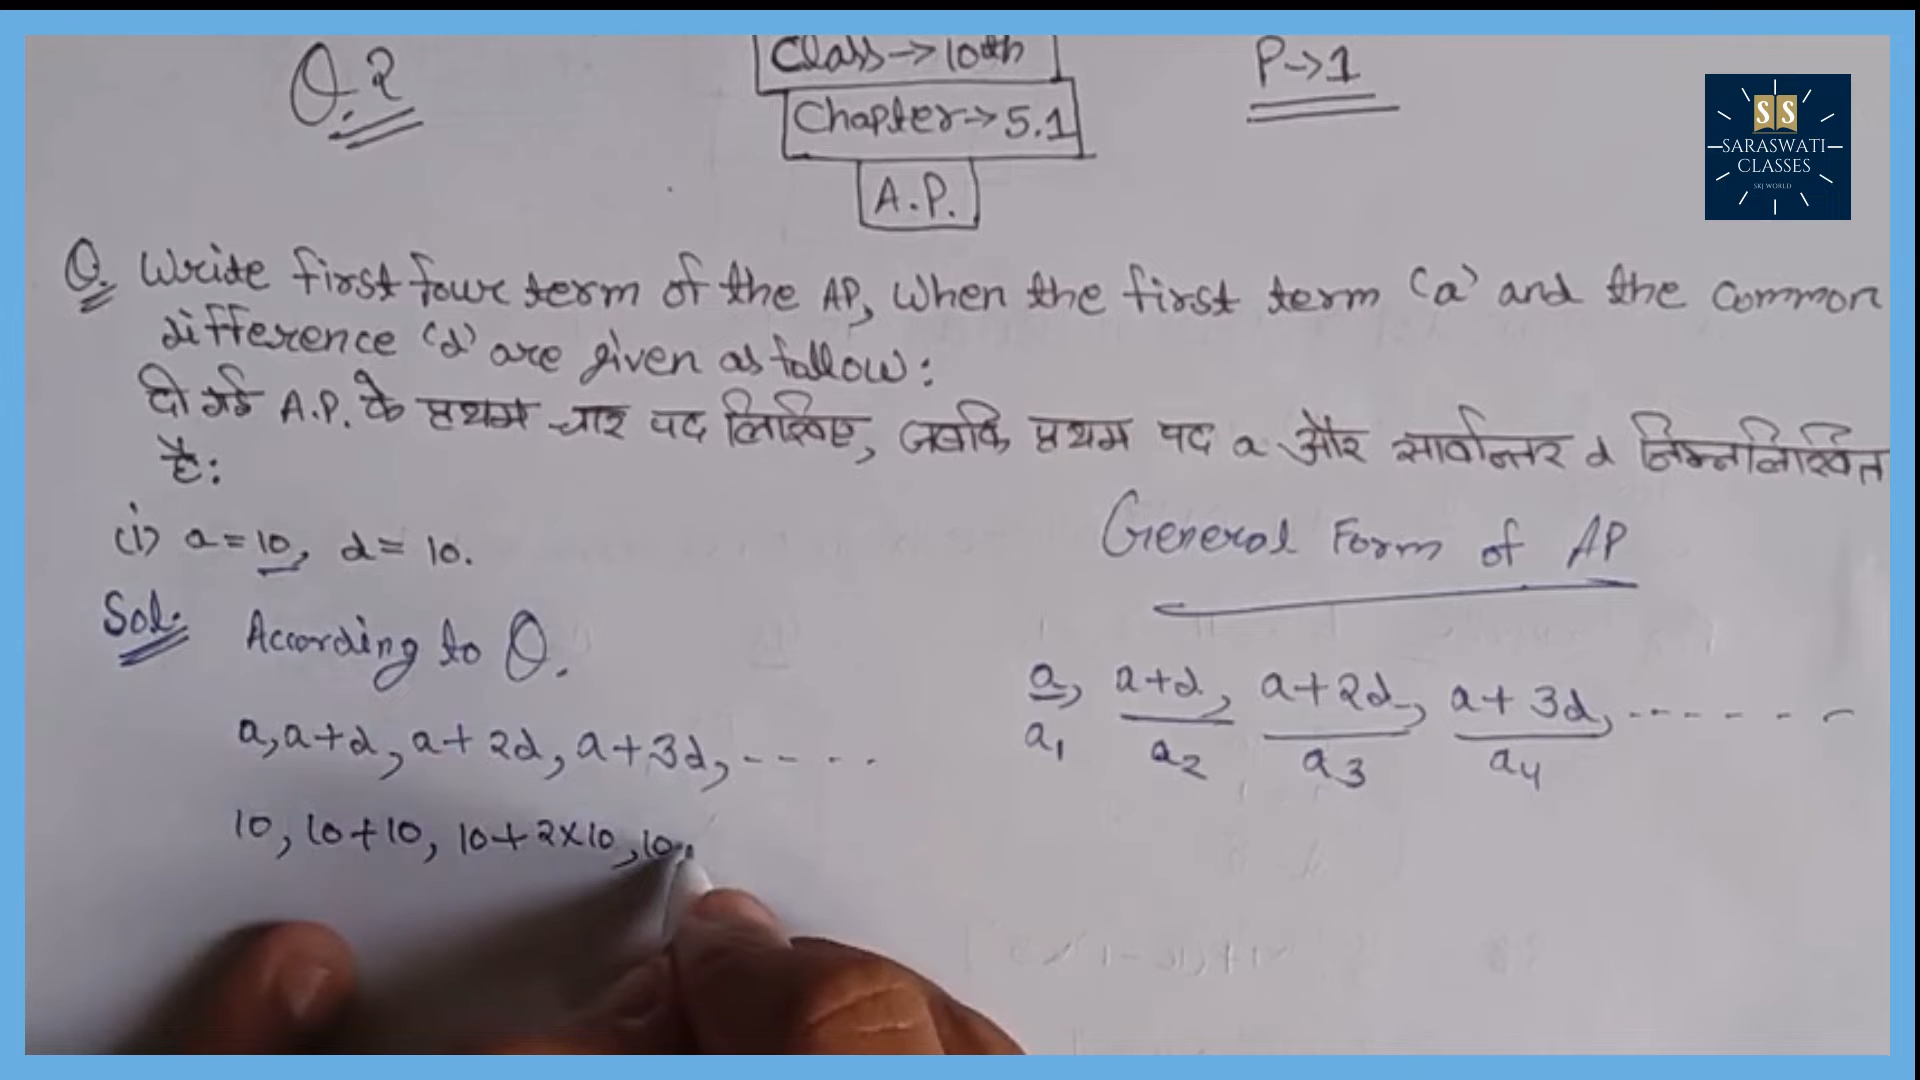 Q.2
Class→10th
Chapter→5.1
A.P.
P→1
SS
SARASWATI
CLASSES
SKJ WORLD
Q. Write first four term of the AP, When the first term 'a' and the common
difference 'd' are given as follow:
दी गई A.P. के प्रथम चार पद लिखिए, जबकि प्रथम पद a और सार्वान्तर d निम्नलिखित
है:
(i) a=10, d=10.
Sol. According to Q.
a, a+d, a+2d, a+3d, ----
10, 10+10, 10+2×10, 10
General Form of AP
a, a+d, a+2d, a+3d, ------
a1 a2 a3 a4